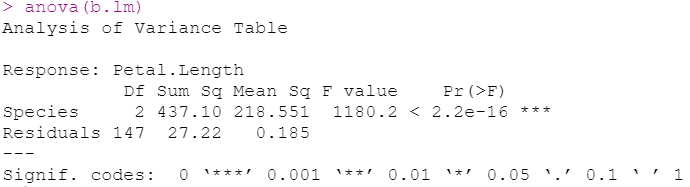 > anova(b.lm)
Analysis of Variance Table

Response: Petal.Length
           Df Sum Sq Mean Sq F value    Pr(>F)
Species     2 437.10 218.551  1180.2 < 2.2e-16 ***
Residuals 147  27.22   0.185
---
Signif. codes:  0 ‘***’ 0.001 ‘**’ 0.01 ‘*’ 0.05 ‘.’ 0.1 ‘ ’ 1